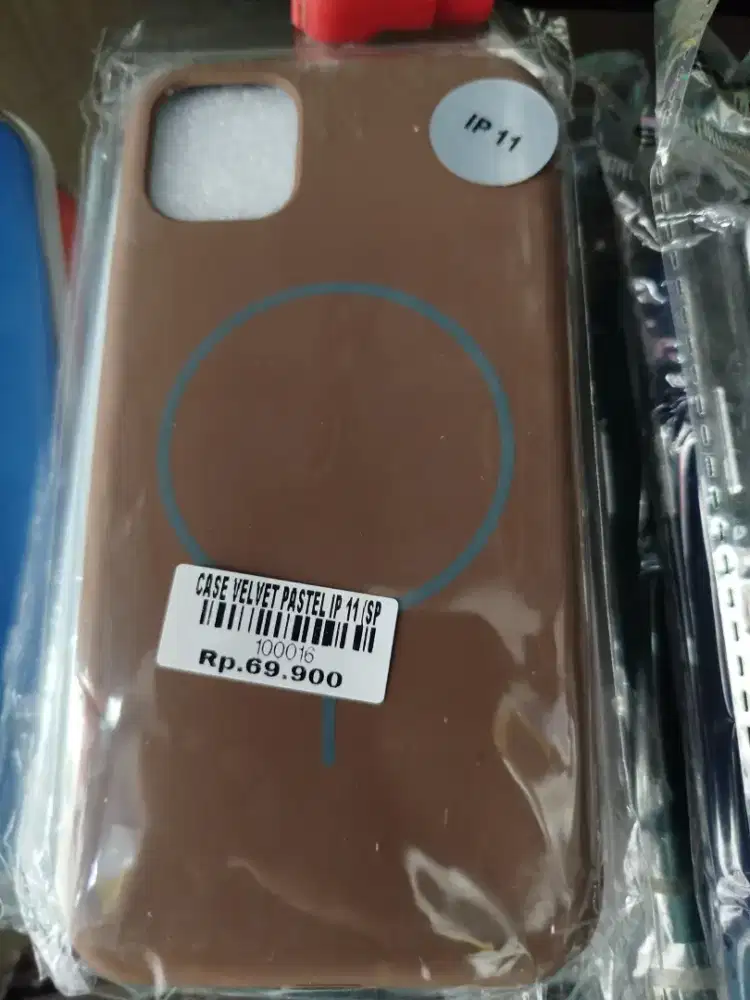 IP 11
CASE VELVET PASTEL IP 11/SP
100016
Rp.69.900